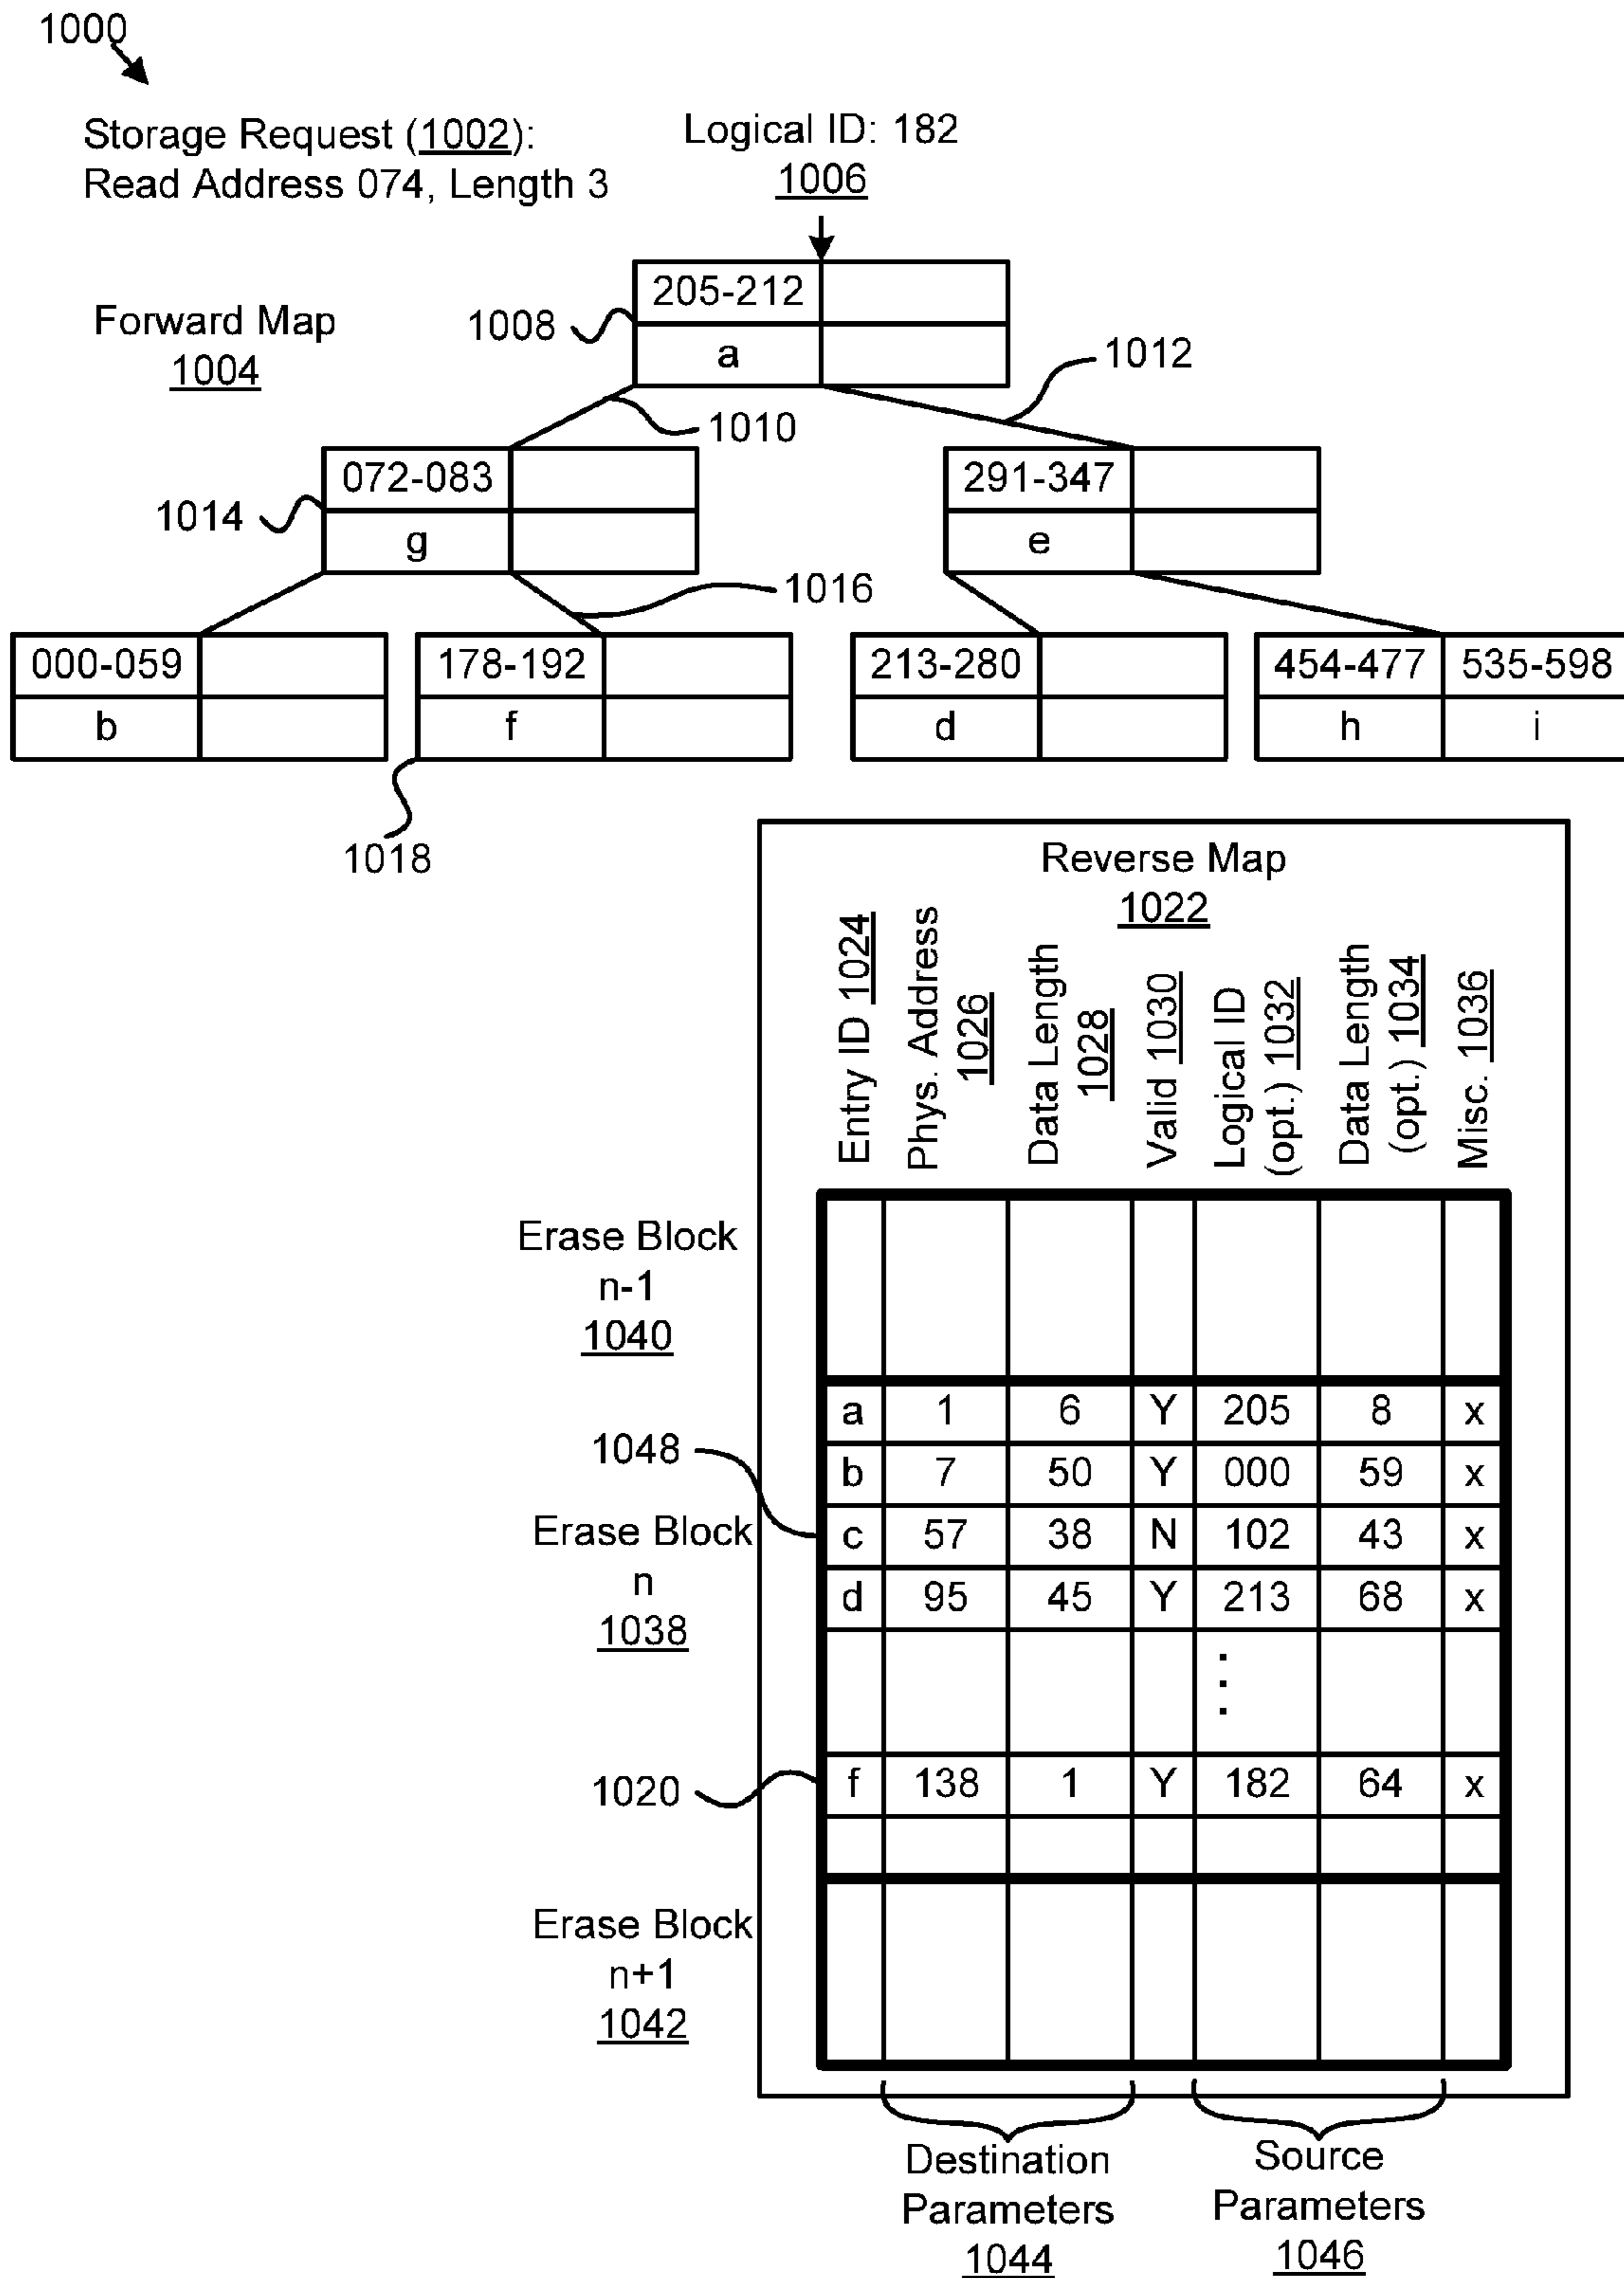 1000
Storage Request (1002):
Read Address 074, Length 3
Logical ID: 182
1006
Forward Map
1004
1008
205-212
a
1012
1010
1014
072-083
g
291-347
e
1016
000-059
b
178-192
f
213-280
d
454-477 535-598
h i
1018
Reverse Map
1022
Entry ID 1024
Phys. Address
1026
Data Length
1028
Valid 1030
Logical ID
(opt.) 1032
Data Length
(opt.) 1034
Misc. 1036
Erase Block
n-1
1040
1048
Erase Block
n
1038
a 1 6 Y 205 8 x
b 7 50 Y 000 59 x
c 57 38 N 102 43 x
d 95 45 Y 213 68 x
⋮
1020
f 138 1 Y 182 64 x
Erase Block
n+1
1042
Destination
Parameters
1044
Source
Parameters
1046